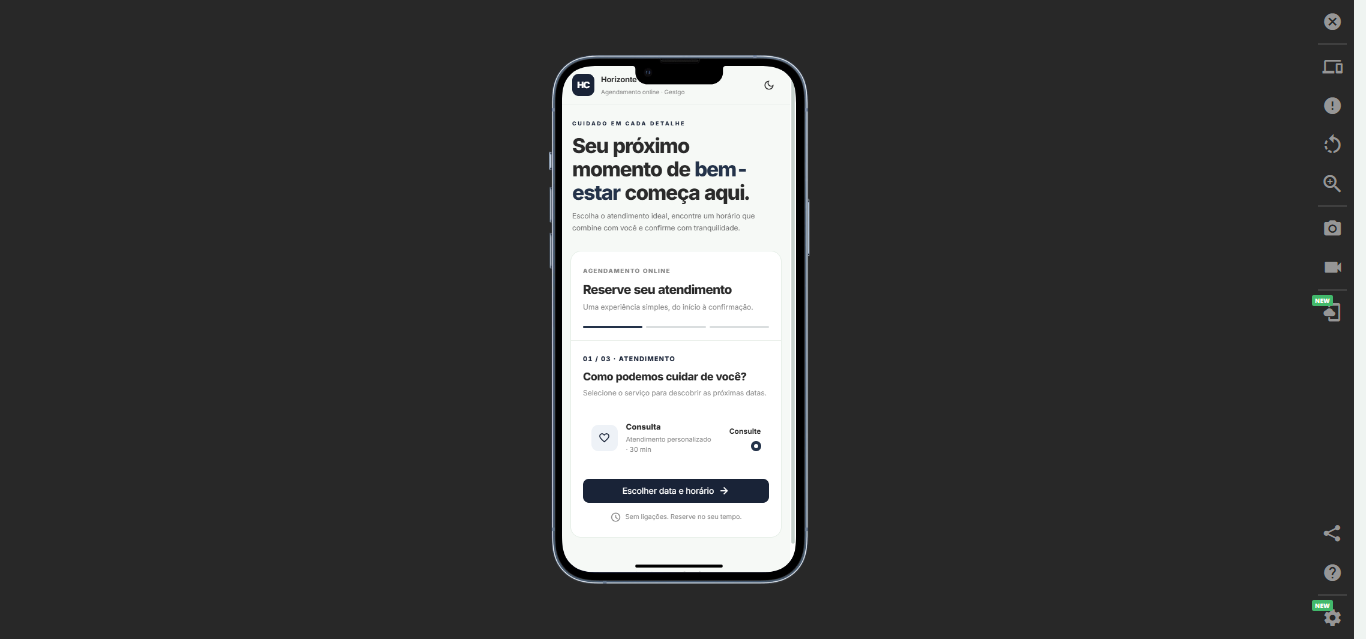 HC
Horizonte
Agendamento online · Gestgo
CUIDADO EM CADA DETALHE
Seu próximo
momento de bem-
estar começa aqui.
Escolha o atendimento ideal, encontre um horário que
combine com você e confirme com tranquilidade.
AGENDAMENTO ONLINE
Reserve seu atendimento
Uma experiência simples, do início à confirmação.
01 / 03 · ATENDIMENTO
Como podemos cuidar de você?
Selecione o serviço para descobrir as próximas datas.
Consulta
Consulte
Atendimento personalizado
· 30 min
Escolher data e horário
Sem ligações. Reserve no seu tempo.
NEW
NEW